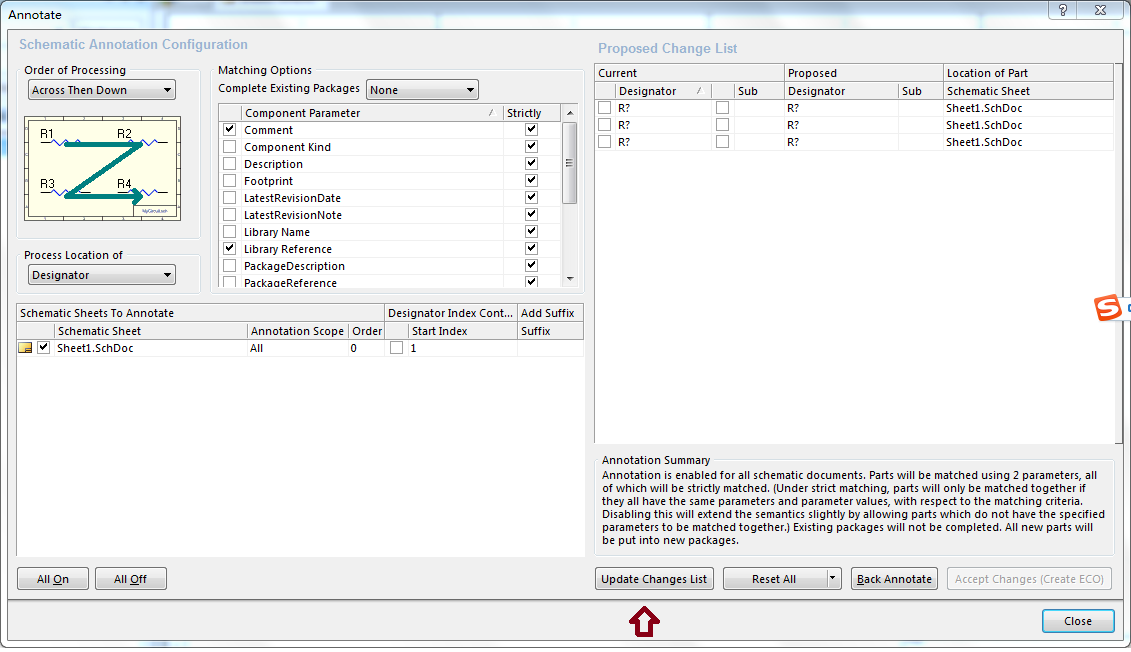 Annotate
Schematic Annotation Configuration
Order of Processing
Across Then Down
R1 R2
R3 R4
MyCircuit.sch
Process Location of
Designator
Matching Options
Complete Existing Packages None
Component Parameter Strictly
Comment
Component Kind
Description
Footprint
LatestRevisionDate
LatestRevisionNote
Library Name
Library Reference
PackageDescription
PackageReference
Schematic Sheets To Annotate Designator Index Cont... Add Suffix
Schematic Sheet Annotation Scope Order Start Index Suffix
Sheet1.SchDoc All 0 1
All On All Off
Proposed Change List
Current Proposed Location of Part
Designator Sub Designator Sub Schematic Sheet
R? R? Sheet1.SchDoc
R? R? Sheet1.SchDoc
R? R? Sheet1.SchDoc
Annotation Summary
Annotation is enabled for all schematic documents. Parts will be matched using 2 parameters, all
of which will be strictly matched. (Under strict matching, parts will only be matched together if
they all have the same parameters and parameter values, with respect to the matching criteria.
Disabling this will extend the semantics slightly by allowing parts which do not have the specified
parameters to be matched together.) Existing packages will not be completed. All new parts will
be put into new packages.
Update Changes List Reset All Back Annotate Accept Changes (Create ECO)
Close